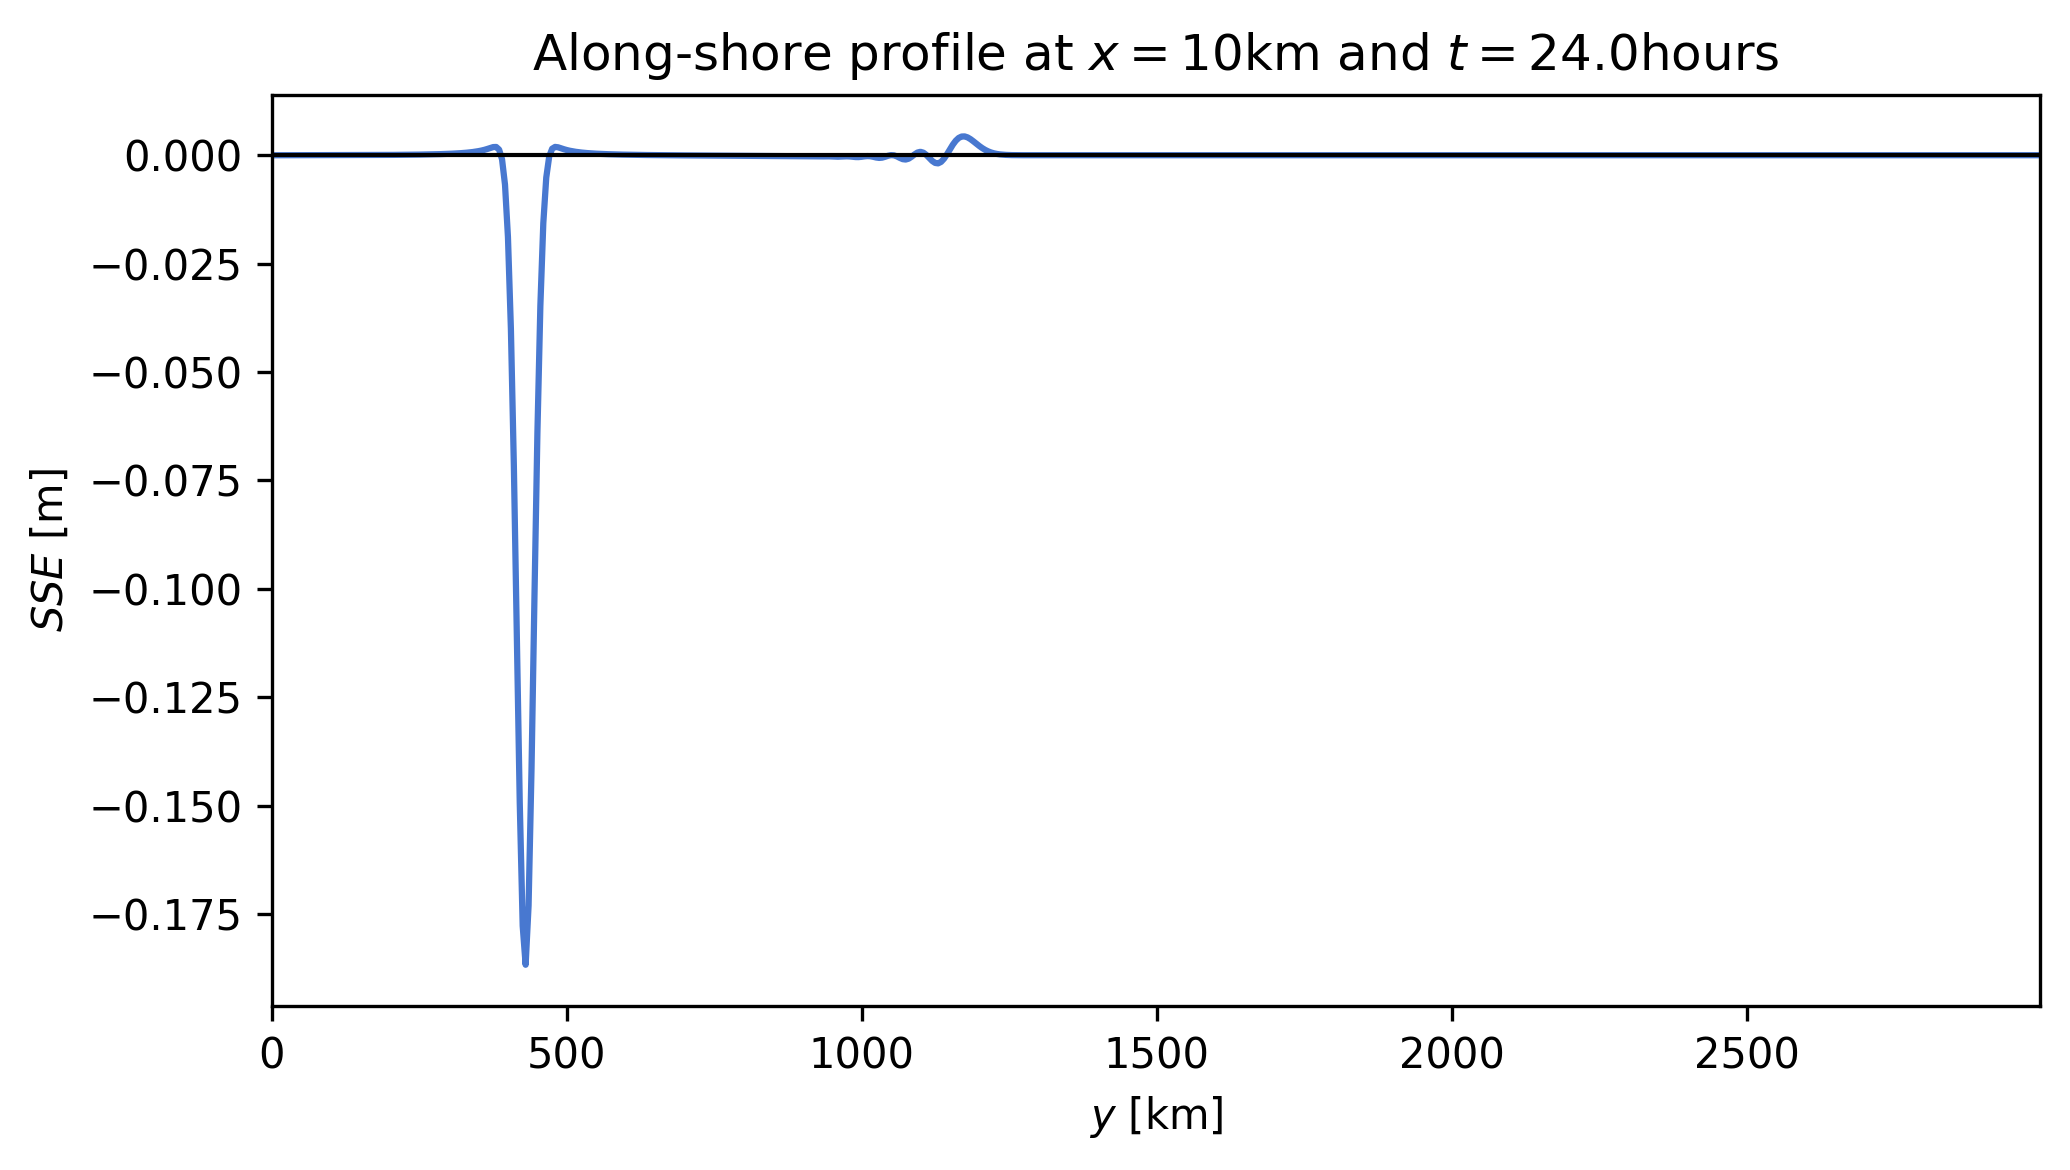 Along-shore profile at x = 10km and t = 24.0hours
0.000
−0.025
−0.050
−0.075
−0.100
−0.125
−0.150
−0.175
SSE [m]
0 500 1000 1500 2000 2500
y [km]